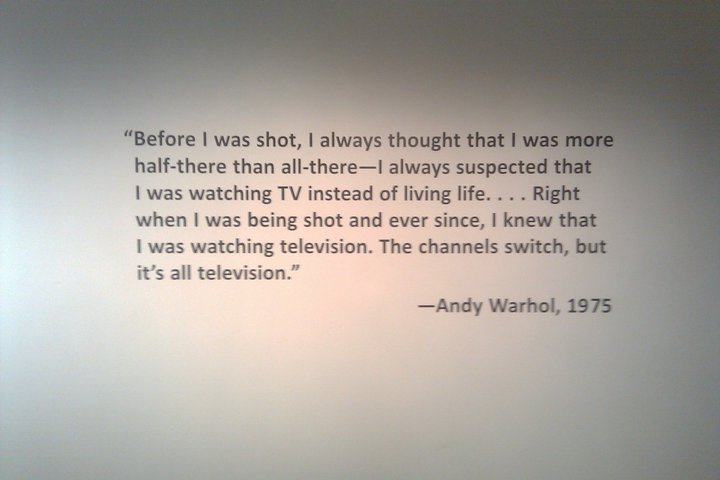 “Before I was shot, I always thought that I was more
half-there than all-there—I always suspected that
I was watching TV instead of living life. . . . Right
when I was being shot and ever since, I knew that
I was watching television. The channels switch, but
it’s all television.”
—Andy Warhol, 1975